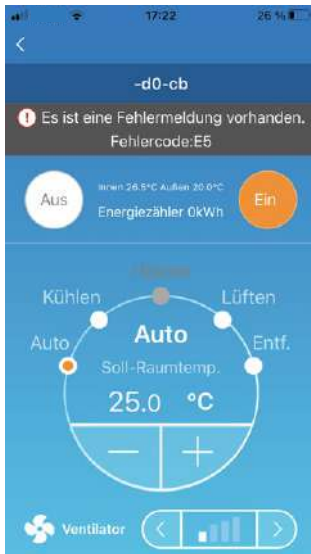 17:22
26 %
-d0-cb
Es ist eine Fehlermeldung vorhanden.
Fehlercode:E5
Innen 26.5°C Außen 20.0°C
Aus
Energiezähler 0kWh
Ein
Kühlen
Lüften
Auto
Auto
Entf.
Soll-Raumtemp.
25.0 °C
Ventilator